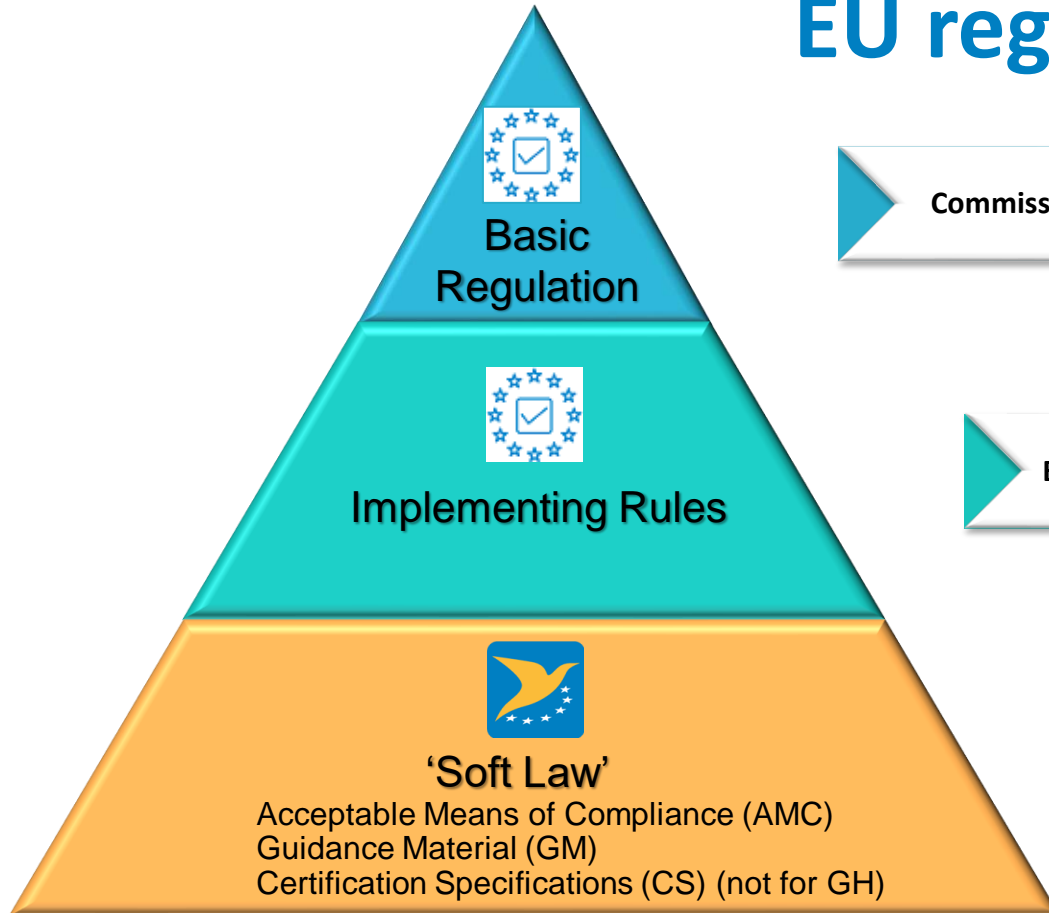 EU reg
Commiss
Basic
Regulation
E
Implementing Rules
‘Soft Law’
Acceptable Means of Compliance (AMC)
Guidance Material (GM)
Certification Specifications (CS) (not for GH)